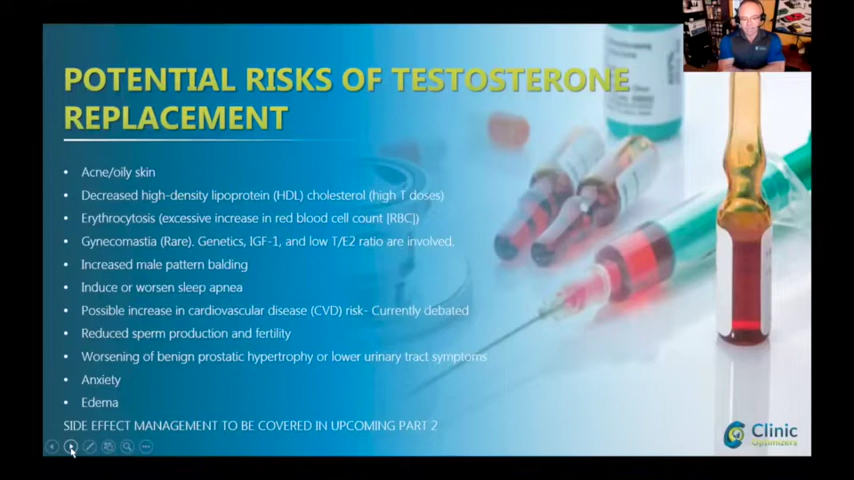 POTENTIAL RISKS OF TESTOSTERONE
REPLACEMENT
• Acne/oily skin
• Decreased high-density lipoprotein (HDL) cholesterol (high T doses)
• Erythrocytosis (excessive increase in red blood cell count [RBC])
• Gynecomastia (Rare). Genetics, IGF-1, and low T/E2 ratio are involved.
• Increased male pattern balding
• Induce or worsen sleep apnea
• Possible increase in cardiovascular disease (CVD) risk- Currently debated
• Reduced sperm production and fertility
• Worsening of benign prostatic hypertrophy or lower urinary tract symptoms
• Anxiety
• Edema
SIDE EFFECT MANAGEMENT TO BE COVERED IN UPCOMING PART 2
Clinic
Optimizers